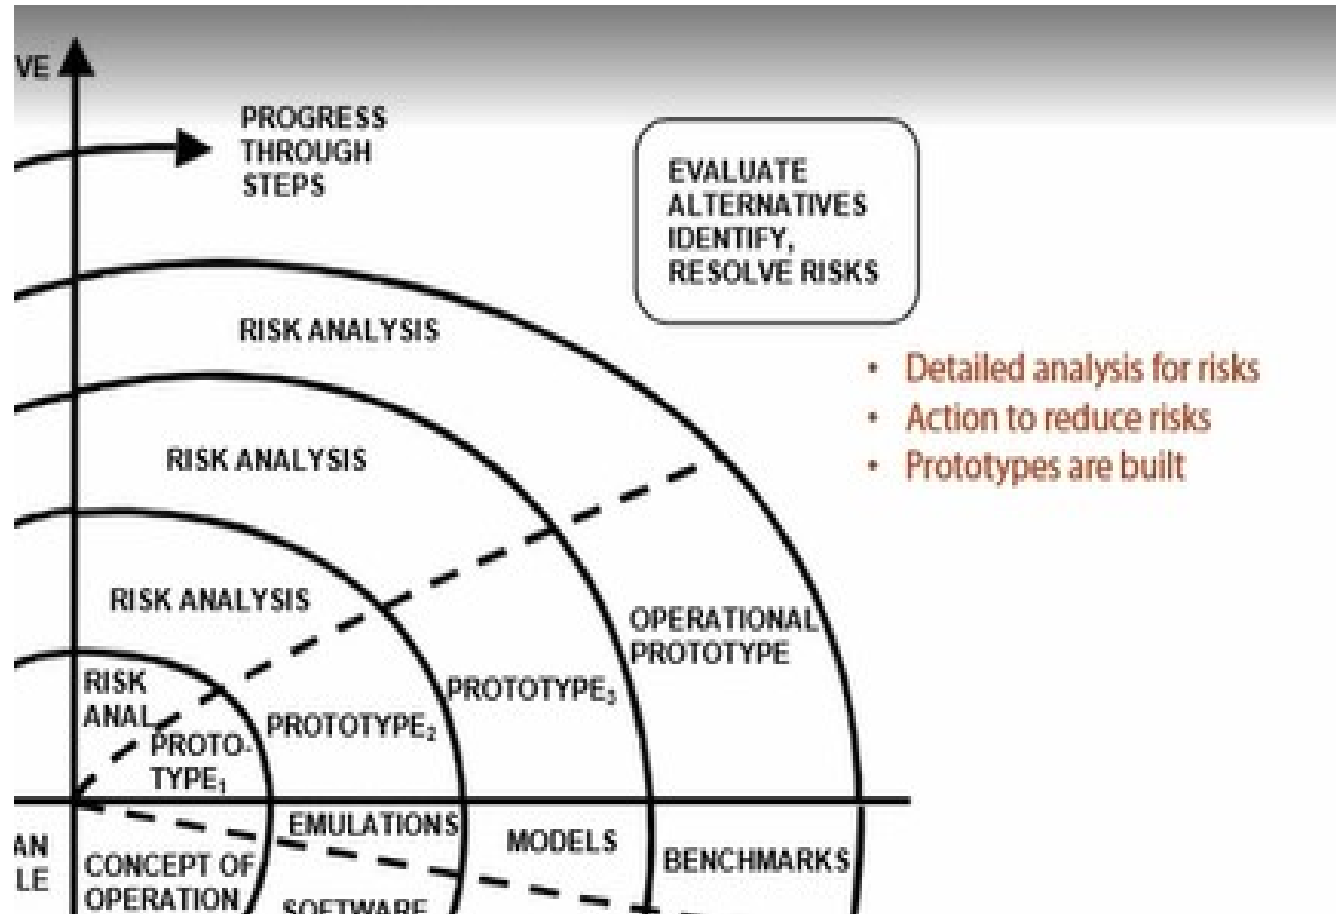 VE
PROGRESS
THROUGH
STEPS
EVALUATE
ALTERNATIVES
IDENTIFY,
RESOLVE RISKS
RISK ANALYSIS
• Detailed analysis for risks
• Action to reduce risks
• Prototypes are built
RISK ANALYSIS
RISK ANALYSIS
OPERATIONAL
PROTOTYPE
RISK
ANAL.
PROTOTYPE₃
PROTOTYPE₂
PROTO-
TYPE₁
EMULATIONS
MODELS
BENCHMARKS
AN
LE
CONCEPT OF
OPERATION
SOFTWARE